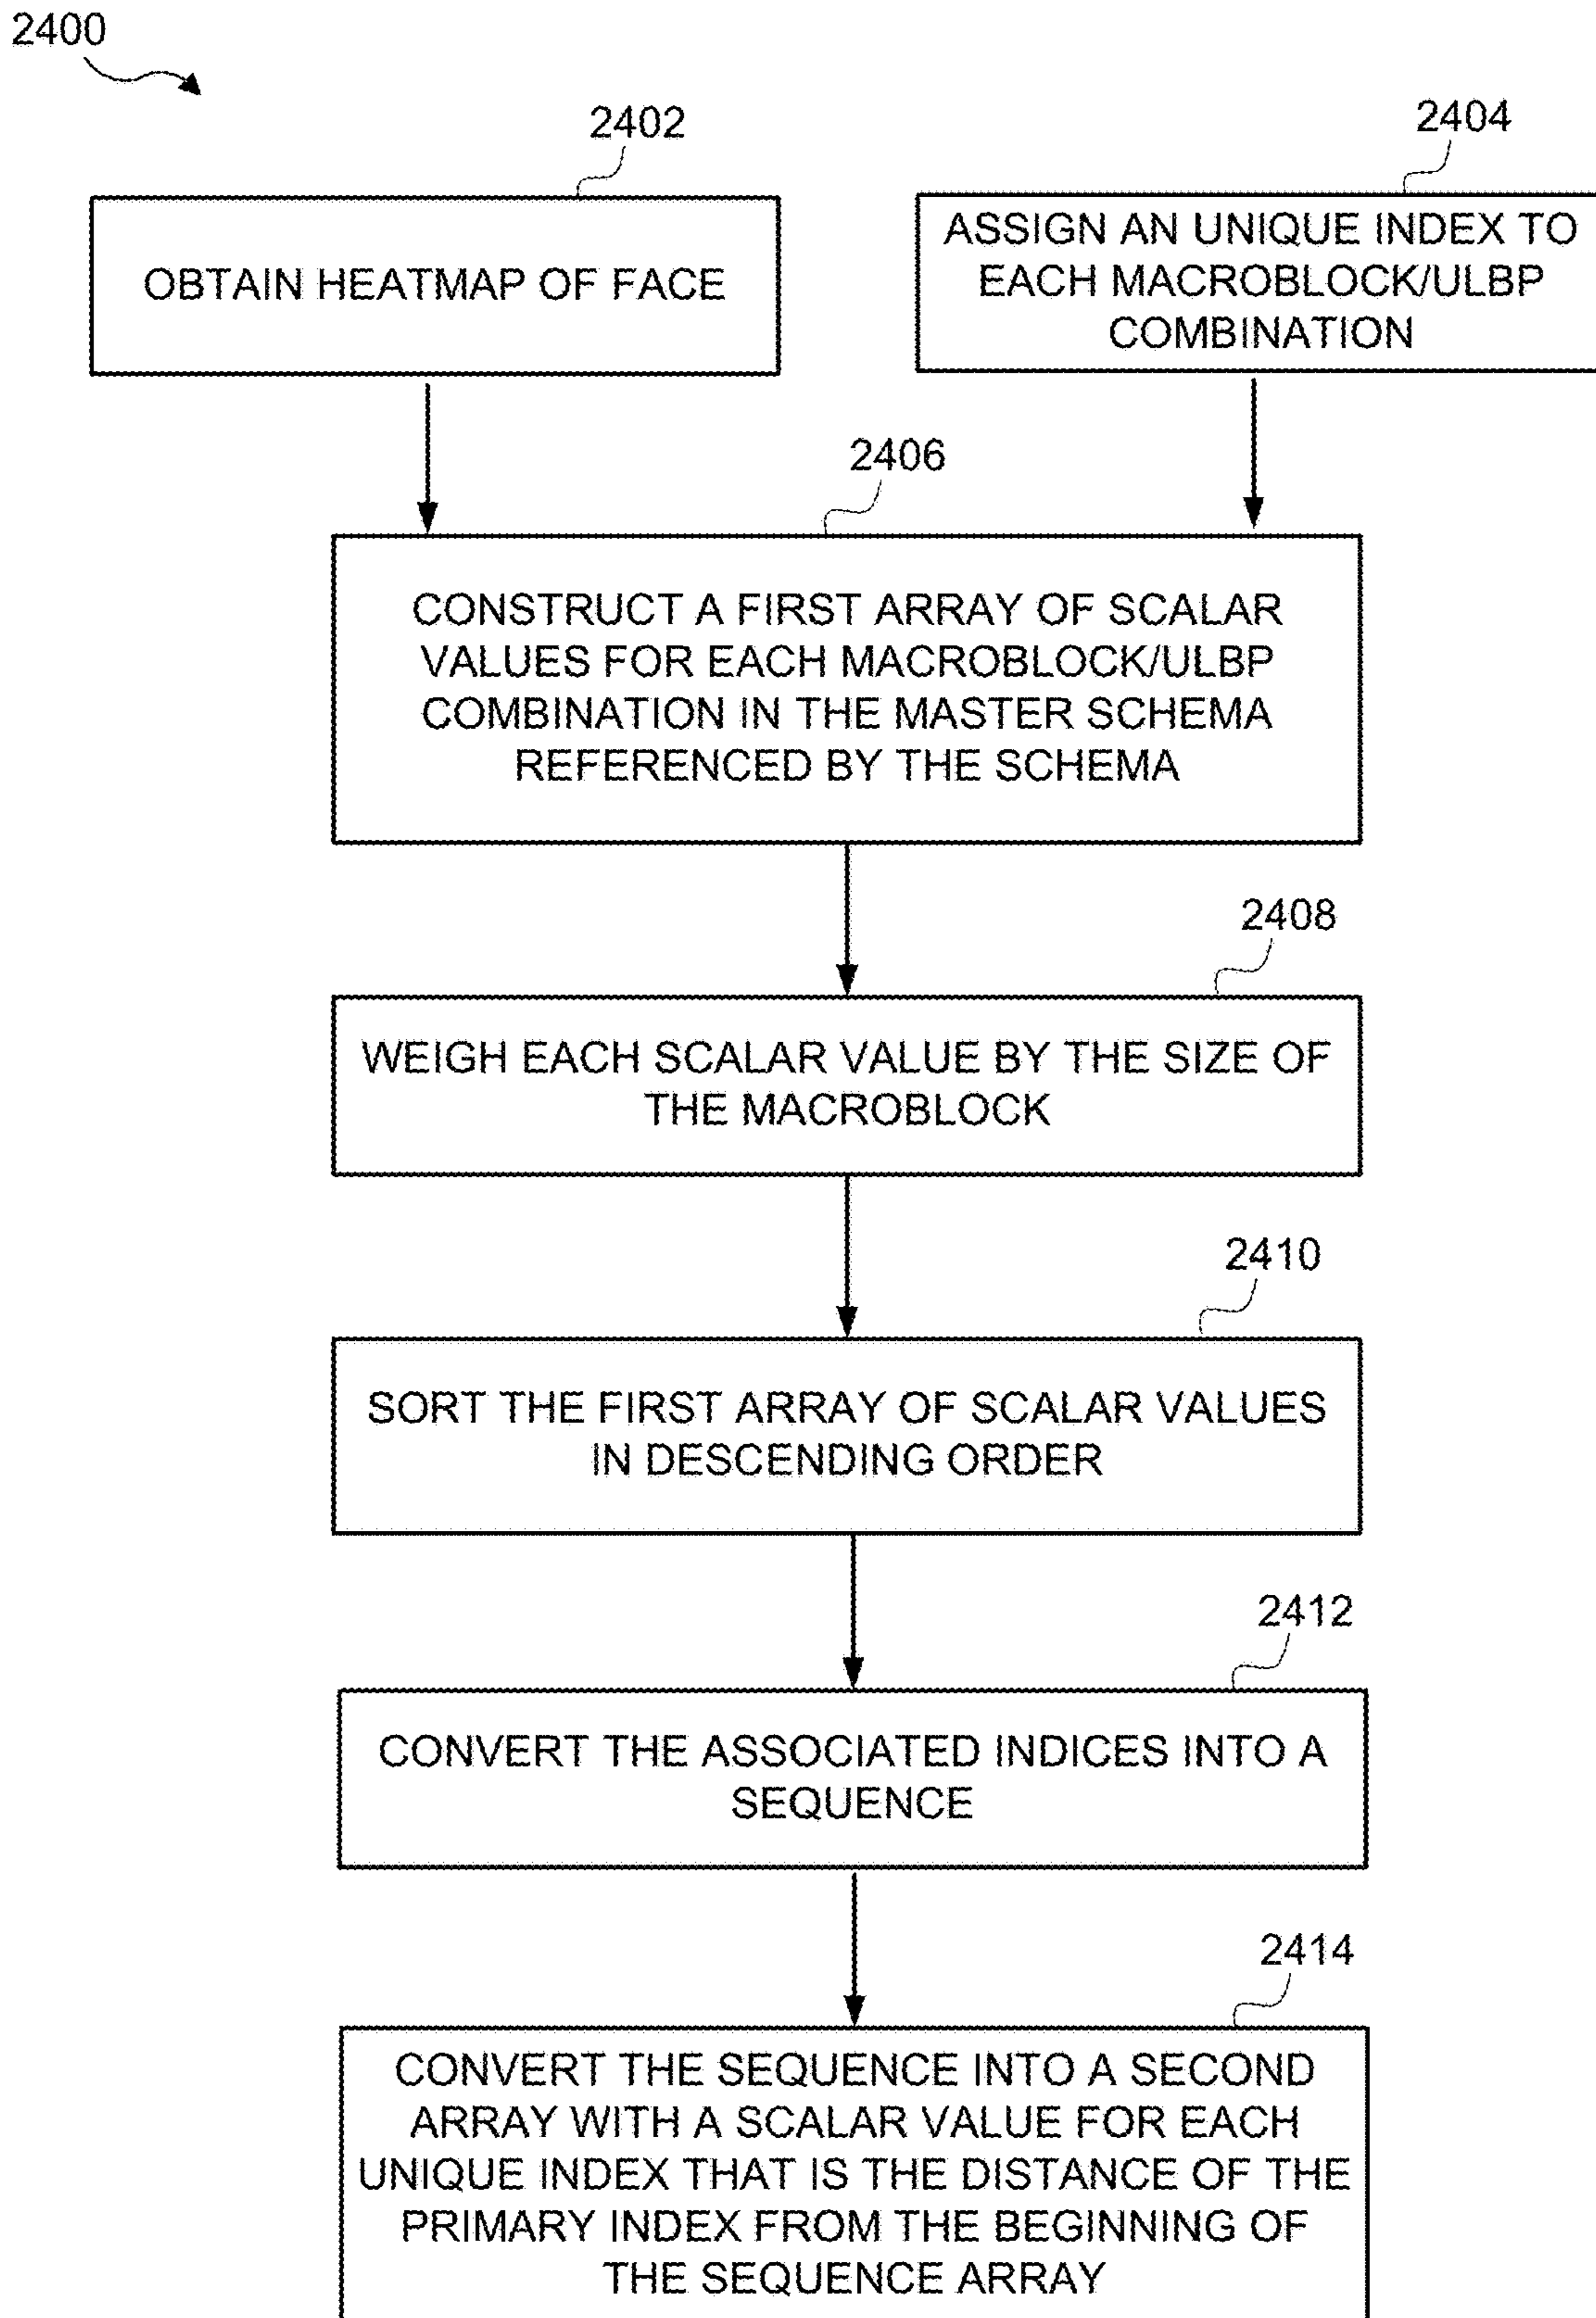 2400
2402
2404
OBTAIN HEATMAP OF FACE
ASSIGN AN UNIQUE INDEX TO
EACH MACROBLOCK/ULBP
COMBINATION
2406
CONSTRUCT A FIRST ARRAY OF SCALAR
VALUES FOR EACH MACROBLOCK/ULBP
COMBINATION IN THE MASTER SCHEMA
REFERENCED BY THE SCHEMA
2408
WEIGH EACH SCALAR VALUE BY THE SIZE OF
THE MACROBLOCK
2410
SORT THE FIRST ARRAY OF SCALAR VALUES
IN DESCENDING ORDER
2412
CONVERT THE ASSOCIATED INDICES INTO A
SEQUENCE
2414
CONVERT THE SEQUENCE INTO A SECOND
ARRAY WITH A SCALAR VALUE FOR EACH
UNIQUE INDEX THAT IS THE DISTANCE OF THE
PRIMARY INDEX FROM THE BEGINNING OF
THE SEQUENCE ARRAY